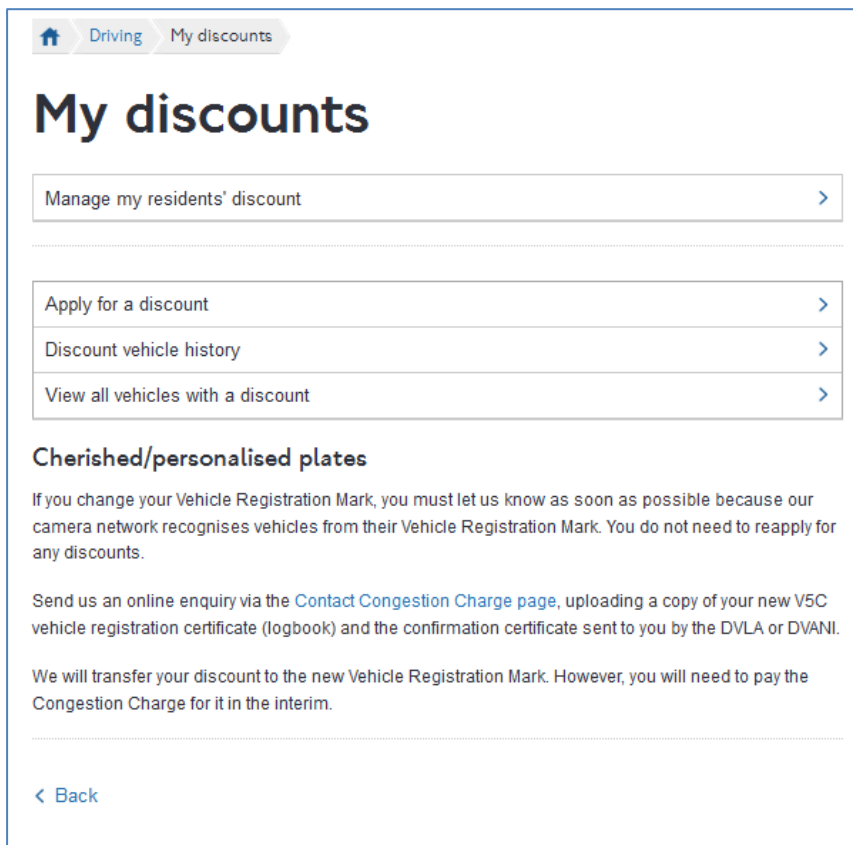 Driving My discounts
My discounts
Manage my residents' discount
Apply for a discount
Discount vehicle history
View all vehicles with a discount
Cherished/personalised plates
If you change your Vehicle Registration Mark, you must let us know as soon as possible because our
camera network recognises vehicles from their Vehicle Registration Mark. You do not need to reapply for
any discounts.
Send us an online enquiry via the Contact Congestion Charge page, uploading a copy of your new V5C
vehicle registration certificate (logbook) and the confirmation certificate sent to you by the DVLA or DVANI.
We will transfer your discount to the new Vehicle Registration Mark. However, you will need to pay the
Congestion Charge for it in the interim.
Back